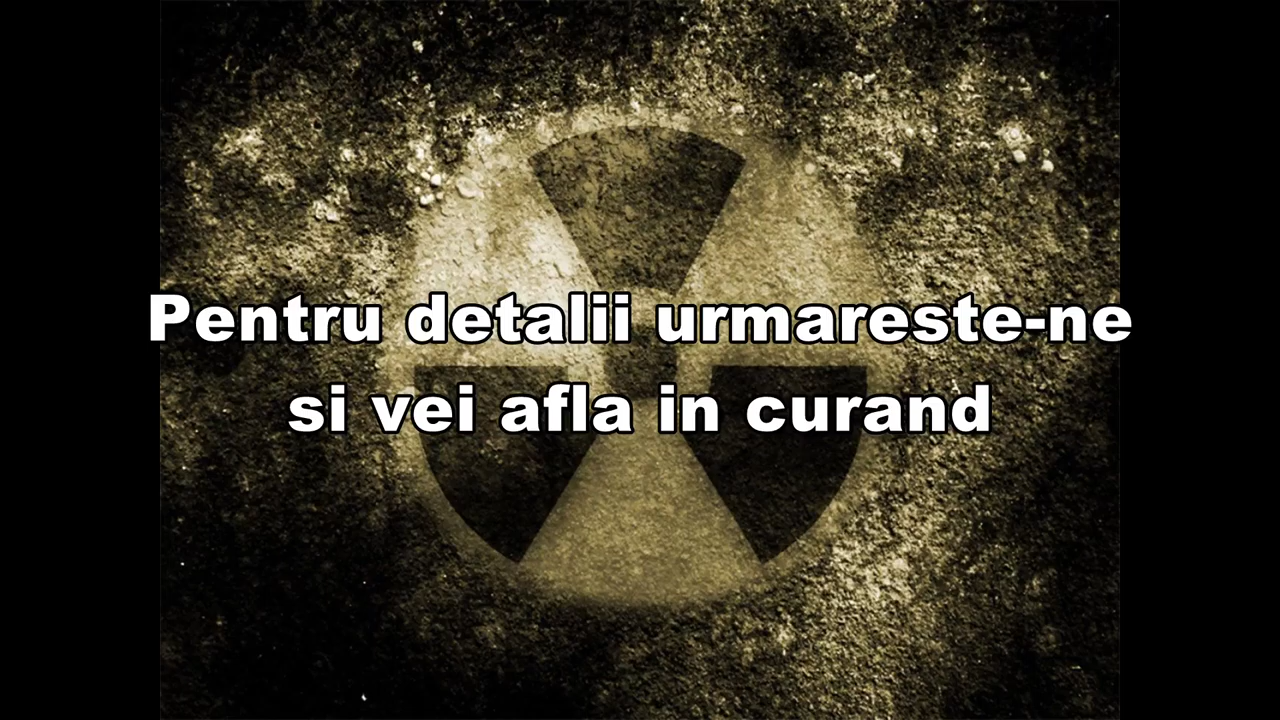 Pentru detalii urmareste-ne
si vei afla in curand